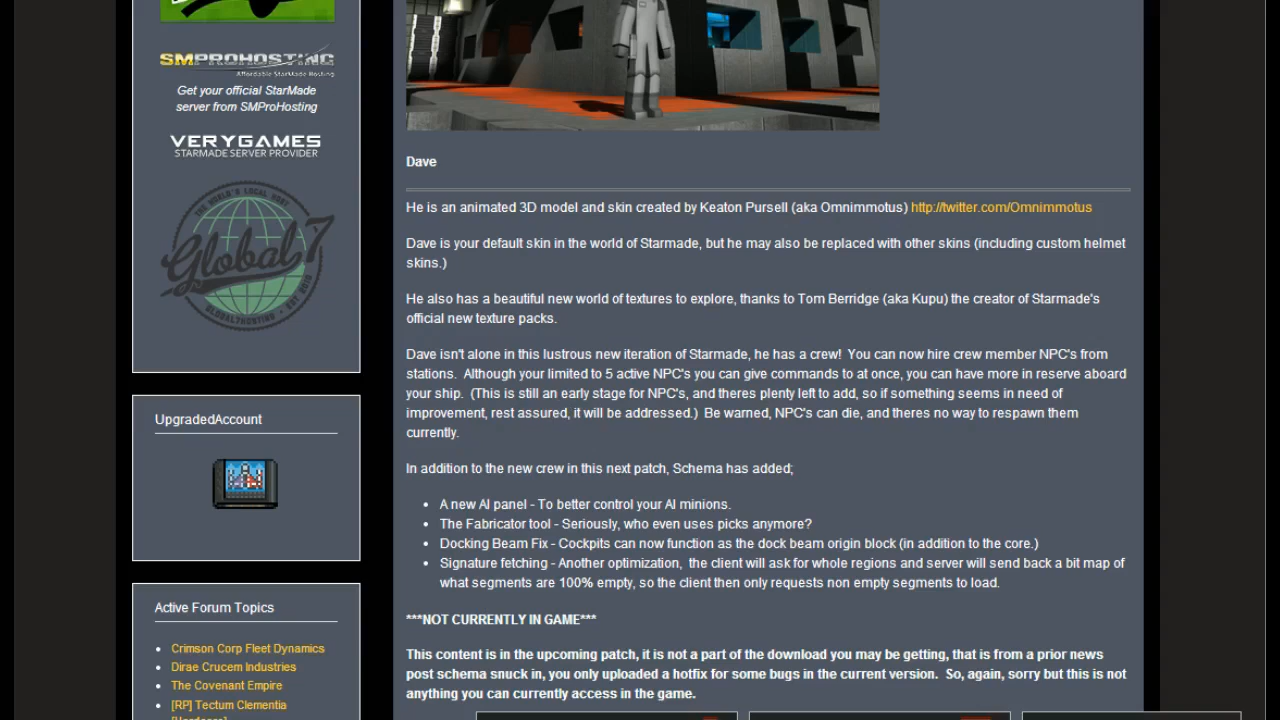 SMPROHOSTING
Affordable StarMade Hosting
Get your official StarMade
server from SMProHosting
VERYGAMES
STARMADE SERVER PROVIDER
THE WORLD'S LOCAL HOST
Global7
GLOBAL7HOSTING
UpgradedAccount
Active Forum Topics
Crimson Corp Fleet Dynamics
Dirae Crucem Industries
The Covenant Empire
[RP] Tectum Clementia
Dave
He is an animated 3D model and skin created by Keaton Pursell (aka Omnimmotus) http://twitter.com/Omnimmotus
Dave is your default skin in the world of Starmade, but he may also be replaced with other skins (including custom helmet
skins.)
He also has a beautiful new world of textures to explore, thanks to Tom Berridge (aka Kupu) the creator of Starmade's
official new texture packs.
Dave isn't alone in this lustrous new iteration of Starmade, he has a crew!  You can now hire crew member NPC's from
stations.  Although your limited to 5 active NPC's you can give commands to at once, you can have more in reserve aboard
your ship.  (This is still an early stage for NPC's, and theres plenty left to add, so if something seems in need of
improvement, rest assured, it will be addressed.)  Be warned, NPC's can die, and theres no way to respawn them
currently.
In addition to the new crew in this next patch, Schema has added;
• A new AI panel - To better control your AI minions.
• The Fabricator tool - Seriously, who even uses picks anymore?
• Docking Beam Fix - Cockpits can now function as the dock beam origin block (in addition to the core.)
• Signature fetching - Another optimization,  the client will ask for whole regions and server will send back a bit map of
what segments are 100% empty, so the client then only requests non empty segments to load.
***NOT CURRENTLY IN GAME***
This content is in the upcoming patch, it is not a part of the download you may be getting, that is from a prior news
post schema snuck in, you only uploaded a hotfix for some bugs in the current version.  So, again, sorry but this is not
anything you can currently access in the game.